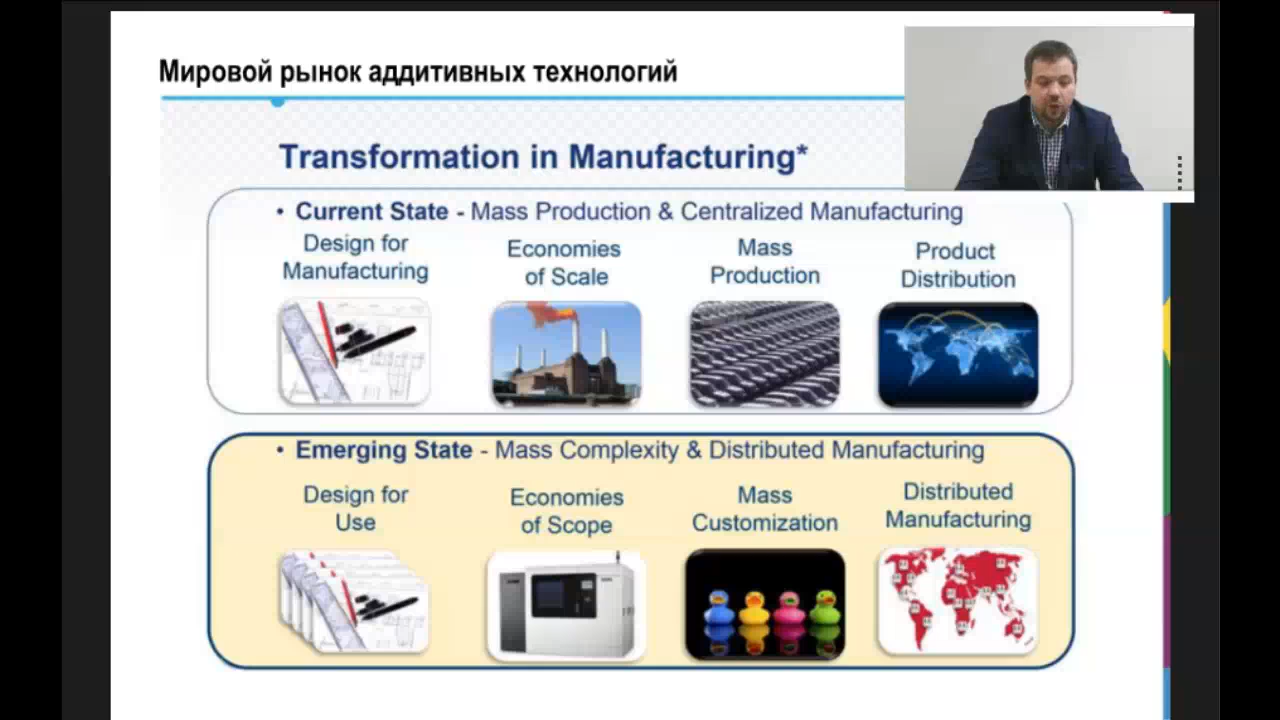 Мировой рынок аддитивных технологий
Transformation in Manufacturing*
• Current State - Mass Production & Centralized Manufacturing
Design for
Manufacturing
Economies
of Scale
Mass
Production
Product
Distribution
• Emerging State - Mass Complexity & Distributed Manufacturing
Design for
Use
Economies
of Scope
Mass
Customization
Distributed
Manufacturing